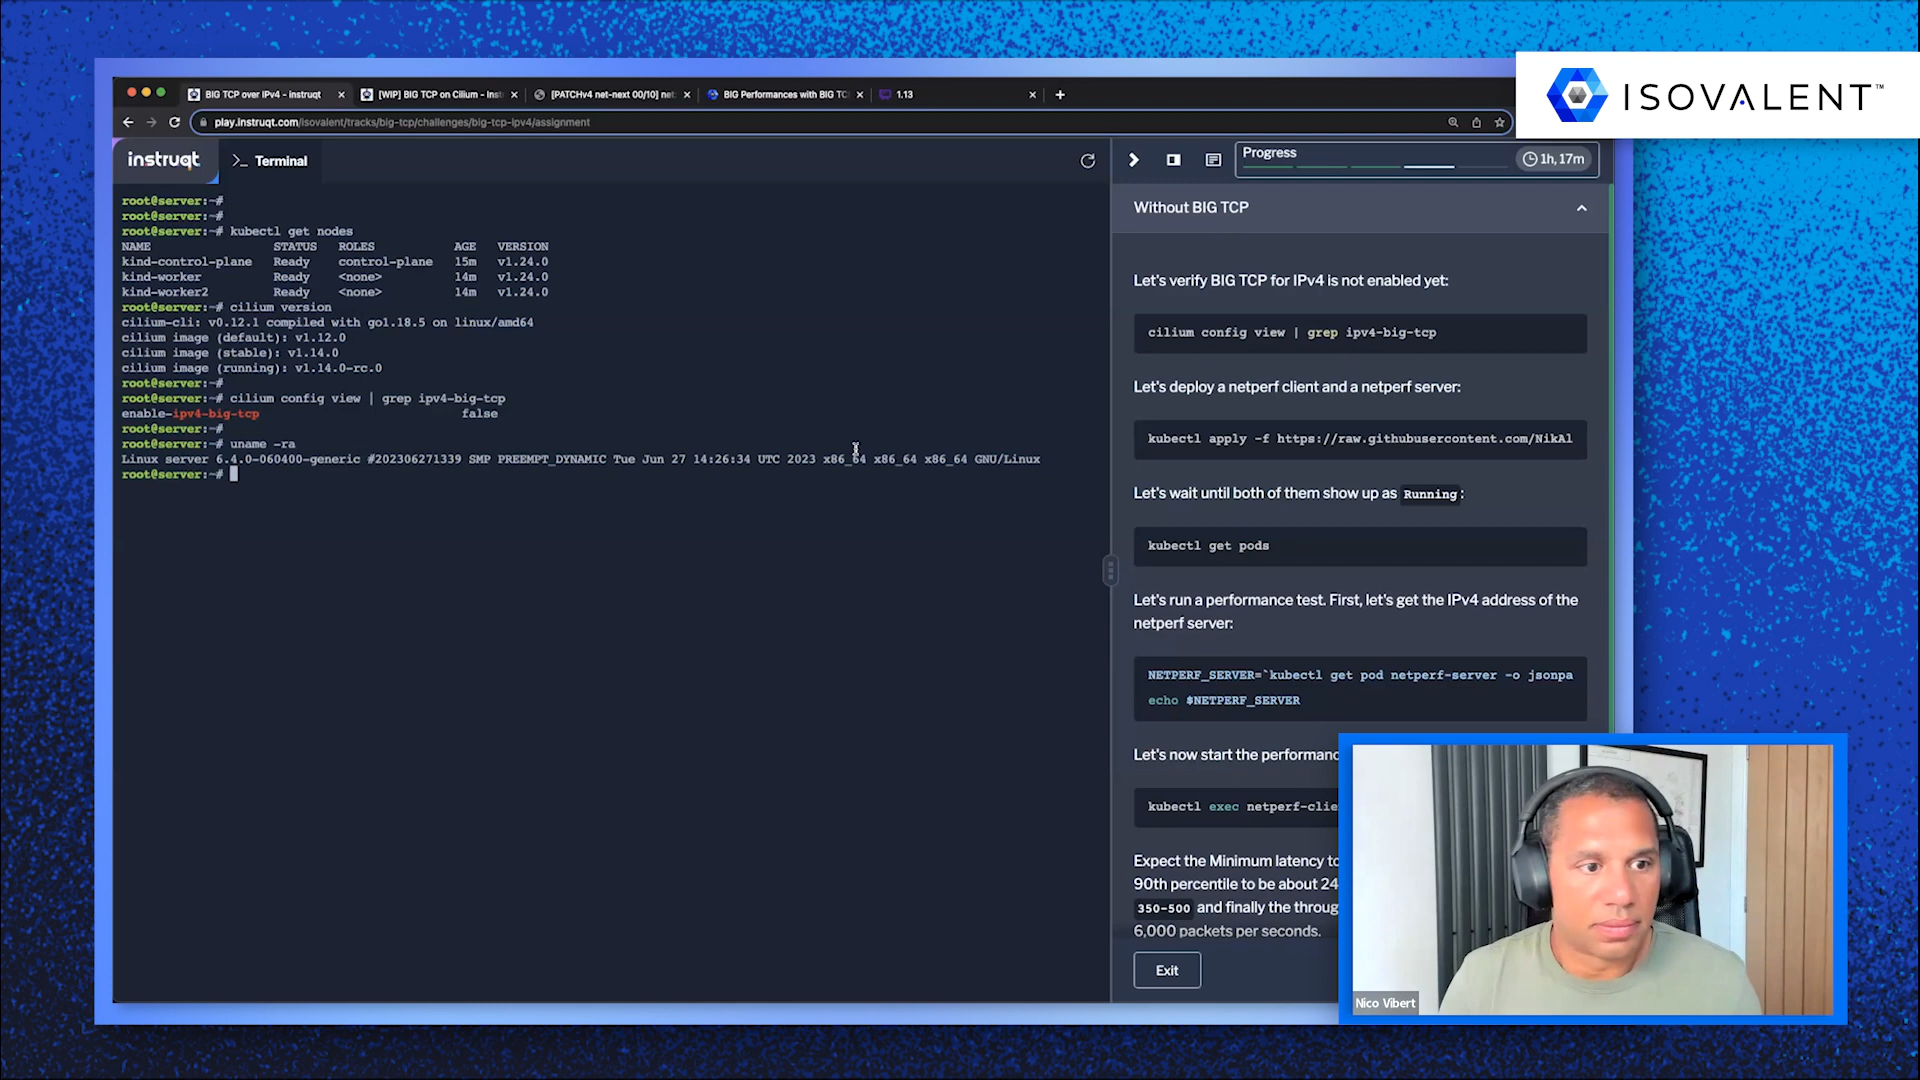 ISOVALENT™
BIG TCP over IPv4 - instruqt
[WIP] BIG TCP on Cilium - Ins
[PATCHv4 net-next 00/10] net
BIG Performances with BIG TC
1.13
play.instruqt.com/isovalent/tracks/big-tcp/challenges/big-tcp-ipv4/assignment
instruqt
>_ Terminal
Progress
1h, 17m
root@server:~#
root@server:~#
root@server:~# kubectl get nodes
NAME STATUS ROLES AGE VERSION
kind-control-plane Ready control-plane 15m v1.24.0
kind-worker Ready <none> 14m v1.24.0
kind-worker2 Ready <none> 14m v1.24.0
root@server:~# cilium version
cilium-cli: v0.12.1 compiled with go1.18.5 on linux/amd64
cilium image (default): v1.12.0
cilium image (stable): v1.14.0
cilium image (running): v1.14.0-rc.0
root@server:~#
root@server:~# cilium config view | grep ipv4-big-tcp
enable-ipv4-big-tcp false
root@server:~#
root@server:~# uname -ra
Linux server 6.4.0-060400-generic #202306271339 SMP PREEMPT_DYNAMIC Tue Jun 27 14:26:34 UTC 2023 x86_64 x86_64 x86_64 GNU/Linux
root@server:~#
Without BIG TCP
Let's verify BIG TCP for IPv4 is not enabled yet:
cilium config view | grep ipv4-big-tcp
Let's deploy a netperf client and a netperf server:
kubectl apply -f https://raw.githubusercontent.com/NikAl
Let's wait until both of them show up as Running:
kubectl get pods
Let's run a performance test. First, let's get the IPv4 address of the
netperf server:
NETPERF_SERVER=`kubectl get pod netperf-server -o jsonpa
echo $NETPERF_SERVER
Let's now start the performanc
kubectl exec netperf-clie
Expect the Minimum latency to
90th percentile to be about 24
350-500 and finally the throug
6,000 packets per seconds.
Exit
Nico Vibert